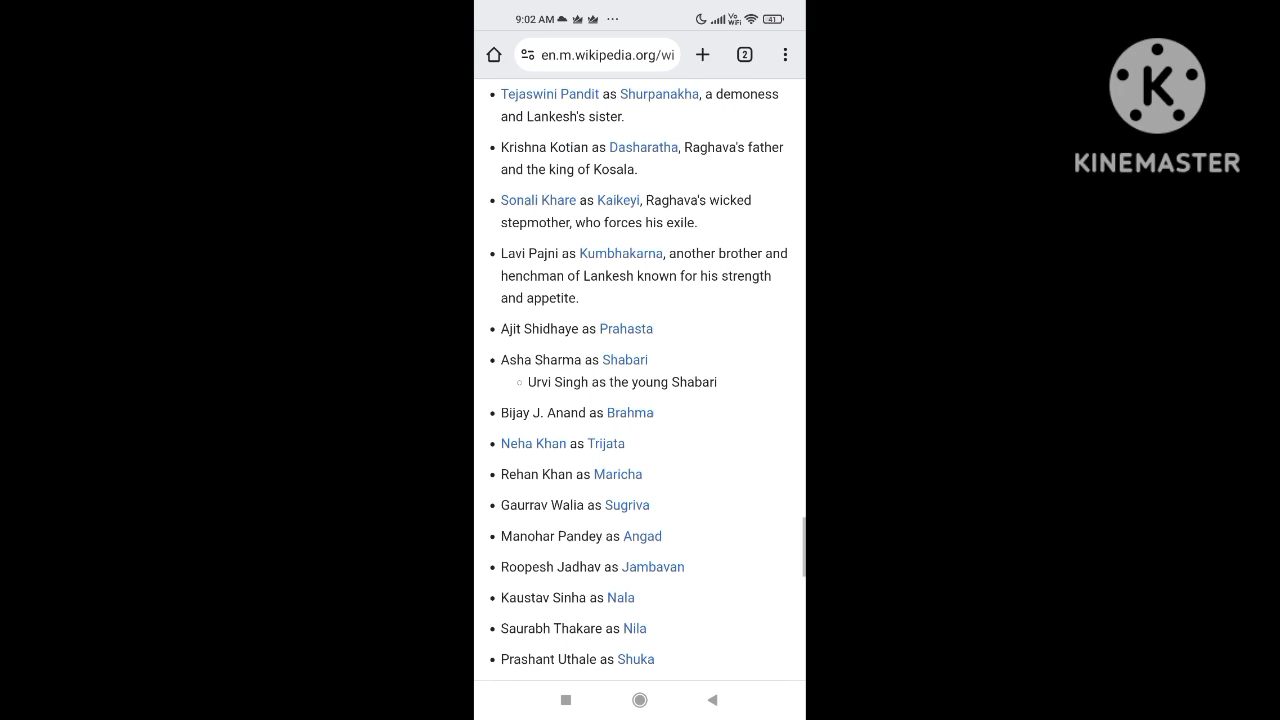 9:02 AM
Vo
WiFi
41
en.m.wikipedia.org/wi
2
K
KINEMASTER
• Tejaswini Pandit as Shurpanakha, a demoness
and Lankesh's sister.
• Krishna Kotian as Dasharatha, Raghava's father
and the king of Kosala.
• Sonali Khare as Kaikeyi, Raghava's wicked
stepmother, who forces his exile.
• Lavi Pajni as Kumbhakarna, another brother and
henchman of Lankesh known for his strength
and appetite.
• Ajit Shidhaye as Prahasta
• Asha Sharma as Shabari
○ Urvi Singh as the young Shabari
• Bijay J. Anand as Brahma
• Neha Khan as Trijata
• Rehan Khan as Maricha
• Gaurrav Walia as Sugriva
• Manohar Pandey as Angad
• Roopesh Jadhav as Jambavan
• Kaustav Sinha as Nala
• Saurabh Thakare as Nila
• Prashant Uthale as Shuka